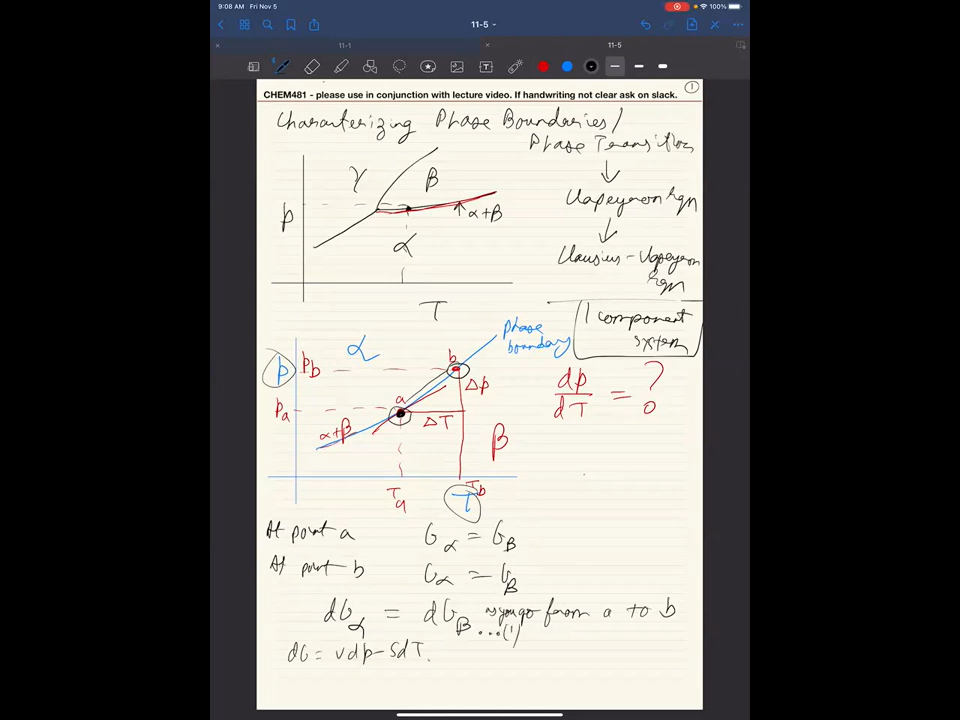 9:08 AM Fri Nov 5
100%
11-5
11-1
11-5
CHEM481 - please use in conjunction with lecture video. If handwriting not clear ask on slack.
1
Characterizing Phase Boundaries/
Phase Transitions
γ
β
p
α+β
α
T
Clapeyron Eqn
Clausius - Clapeyron
Eqn
1 component
system
phase
boundary
α
p
Pb
b
Δp
Pa
a
ΔT
α+β
β
Ta
Tb
T
dp/dT = ?
At point a Gα = Gβ
At point b Gα = Gβ
dGα = dGβ as you go from a to b
...(1)
dG = Vdp - SdT.